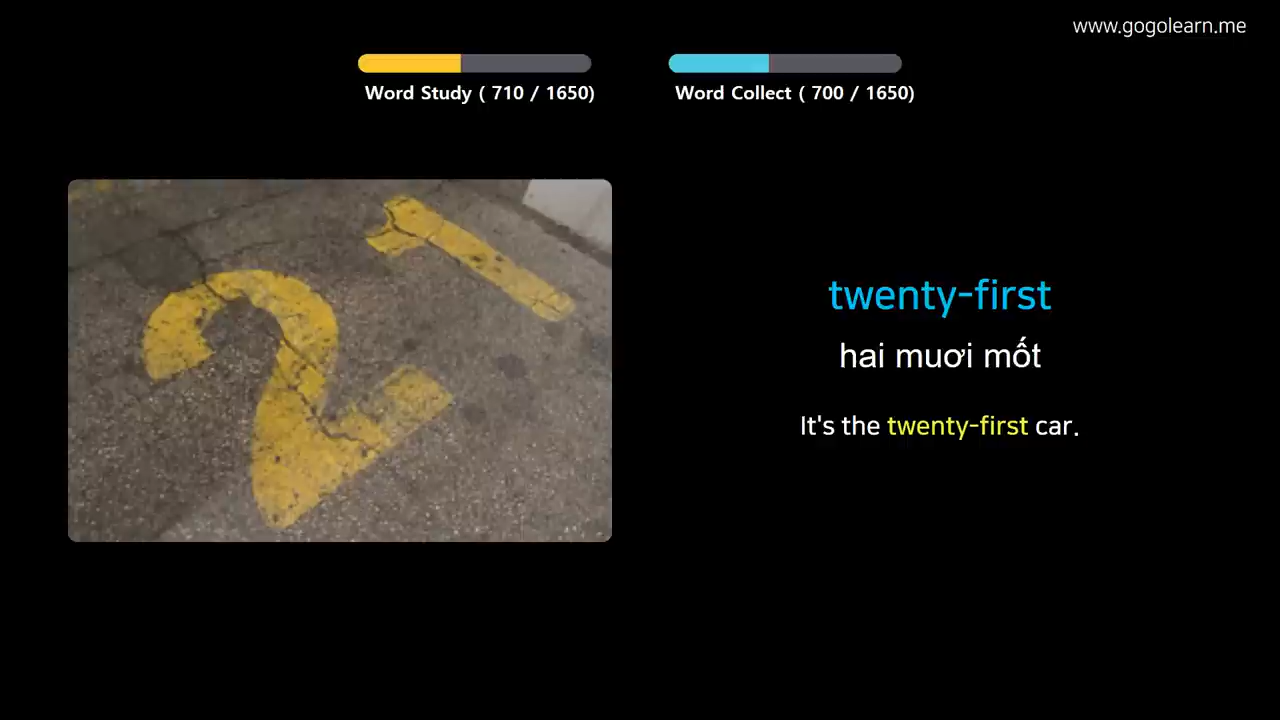 www.gogolearn.me
Word Study ( 710 / 1650)
Word Collect ( 700 / 1650)
21
twenty-first
hai mươi mốt
It's the twenty-first car.